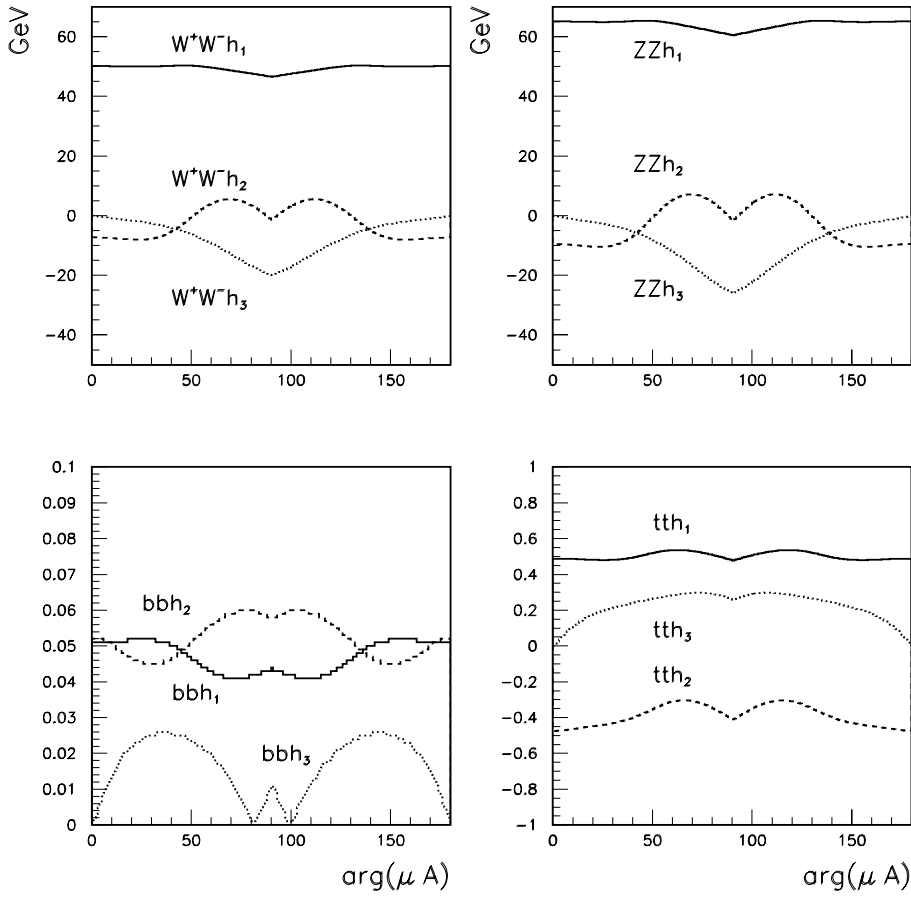 GeV
60
40
20
0
−20
−40
0 50 100 150
W⁺W⁻h₁
W⁺W⁻h₂
W⁺W⁻h₃
GeV
60
40
20
0
−20
−40
0 50 100 150
ZZh₁
ZZh₂
ZZh₃
0.1
0.09
0.08
0.07
0.06
0.05
0.04
0.03
0.02
0.01
0
0 50 100 150
bbh₂
bbh₁
bbh₃
arg(μ A)
1
0.8
0.6
0.4
0.2
0
−0.2
−0.4
−0.6
−0.8
−1
0 50 100 150
tth₁
tth₃
tth₂
arg(μ A)